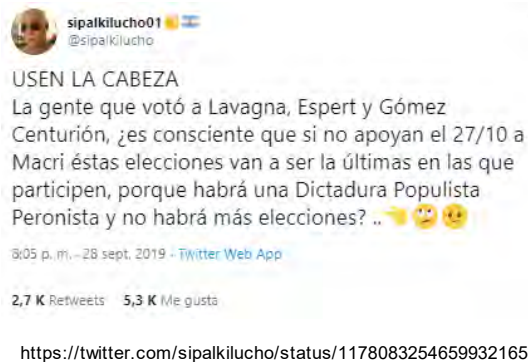 sipalkilucho01
@sipalkilucho
USEN LA CABEZA
La gente que votó a Lavagna, Espert y Gómez
Centurión, ¿es consciente que si no apoyan el 27/10 a
Macri éstas elecciones van a ser la últimas en las que
participen, porque habrá una Dictadura Populista
Peronista y no habrá más elecciones? ..👈🙄🤨
8:05 p. m. - 28 sept. 2019 - Twitter Web App
2,7 K Retweets 5,3 K Me gusta
https://twitter.com/sipalkilucho/status/1178083254659932165